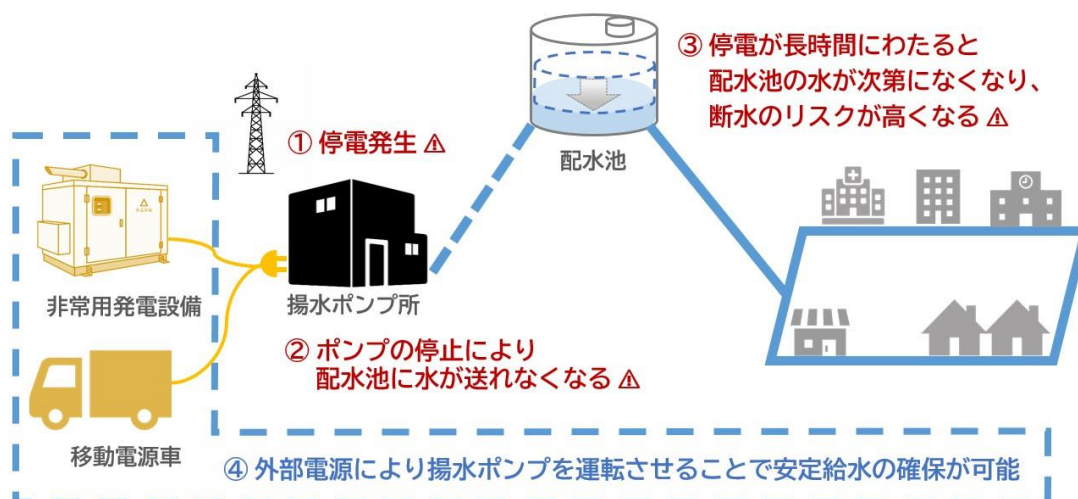 ① 停電発生 ⚠
非常用発電設備
移動電源車
揚水ポンプ所
② ポンプの停止により
配水池に水が送れなくなる ⚠
配水池
③ 停電が長時間にわたると
配水池の水が次第になくなり、
断水のリスクが高くなる ⚠
④ 外部電源により揚水ポンプを運転させることで安定給水の確保が可能